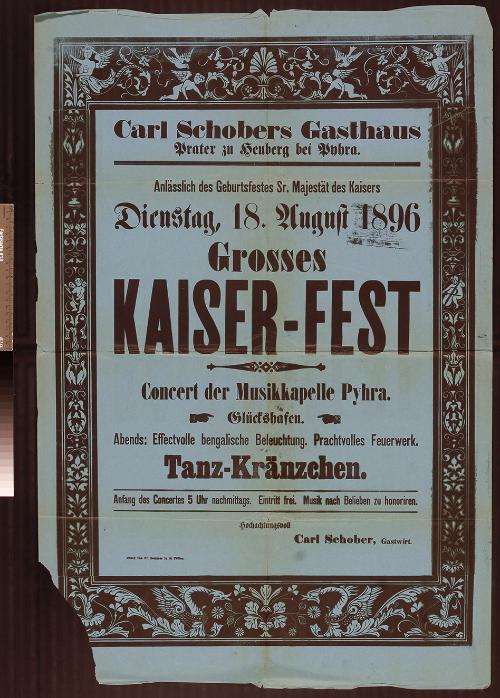 Carl Schobers Gasthaus
Prater zu Heuberg bei Pyhra.
Anlässlich des Geburtsfestes Sr. Majestät des Kaisers
Dienstag, 18. August 1896
Grosses
KAISER-FEST
Concert der Musikkapelle Pyhra.
Glückshafen.
Abends: Effectvolle bengalische Beleuchtung. Prachtvolles Feuerwerk.
Tanz-Kränzchen.
Anfang des Concertes 5 Uhr nachmittags. Eintritt frei. Musik nach Belieben zu honoriren.
Hochachtungsvoll
Carl Schober, Gastwirt.